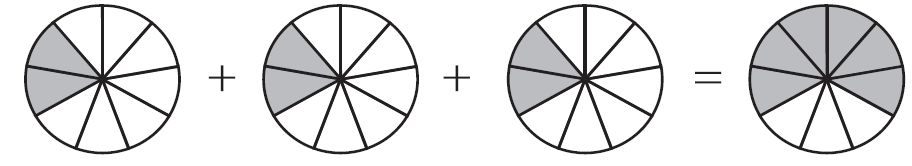 + + =